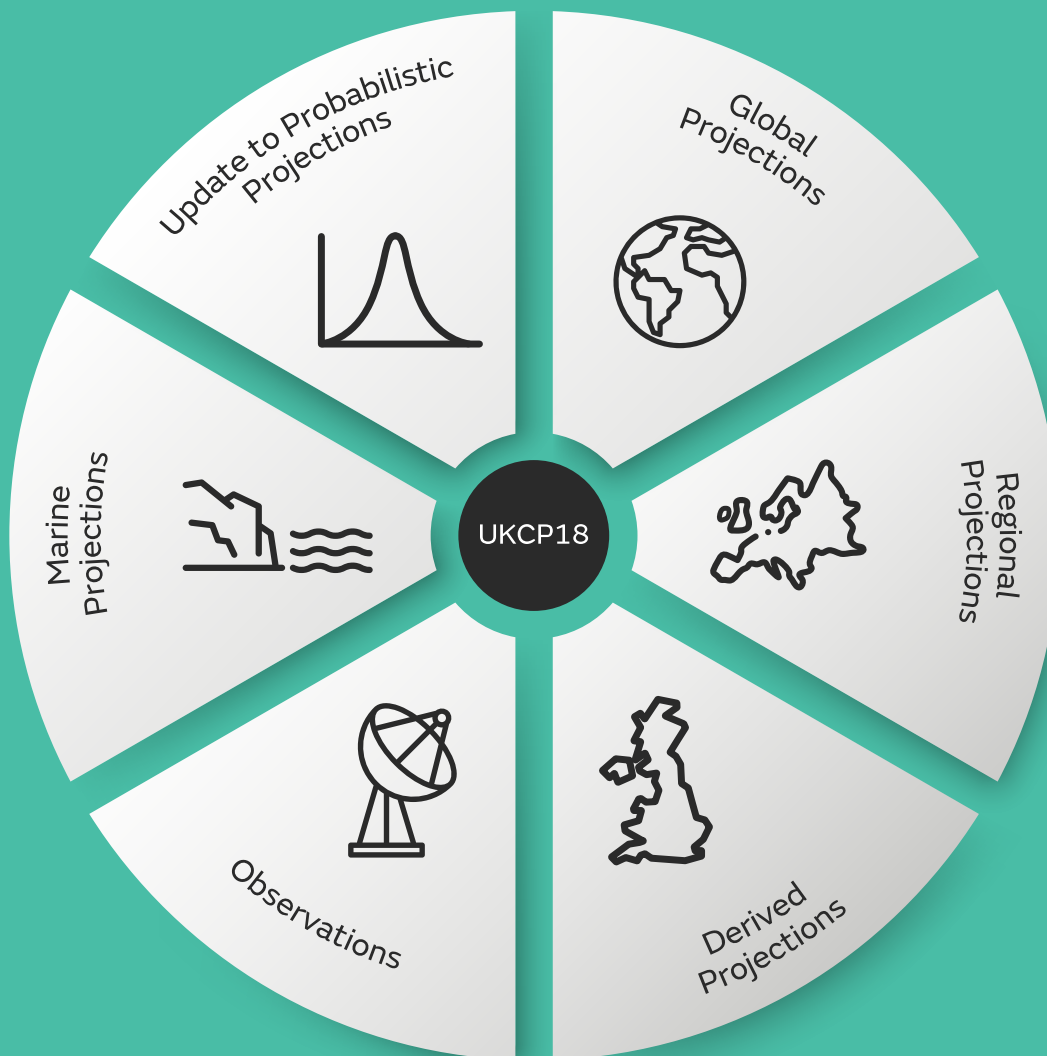 Update to Probabilistic
Projections
Global
Projections
Regional
Projections
Derived
Projections
Observations
Marine
Projections
UKCP18